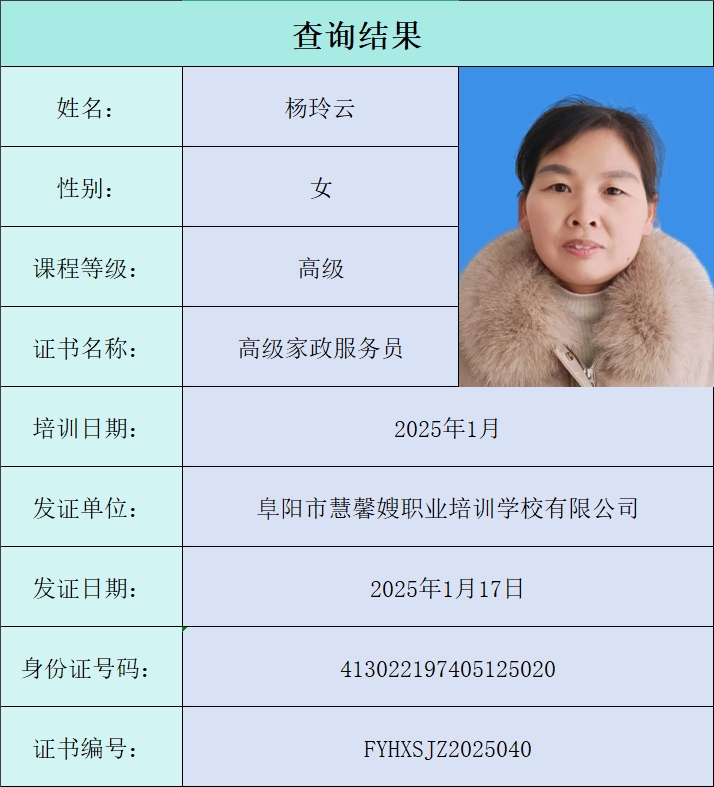 查询结果
姓名： 杨玲云
性别： 女
课程等级： 高级
证书名称： 高级家政服务员
培训日期： 2025年1月
发证单位： 阜阳市慧馨嫂职业培训学校有限公司
发证日期： 2025年1月17日
身份证号码： 413022197405125020
证书编号： FYHXSJZ2025040